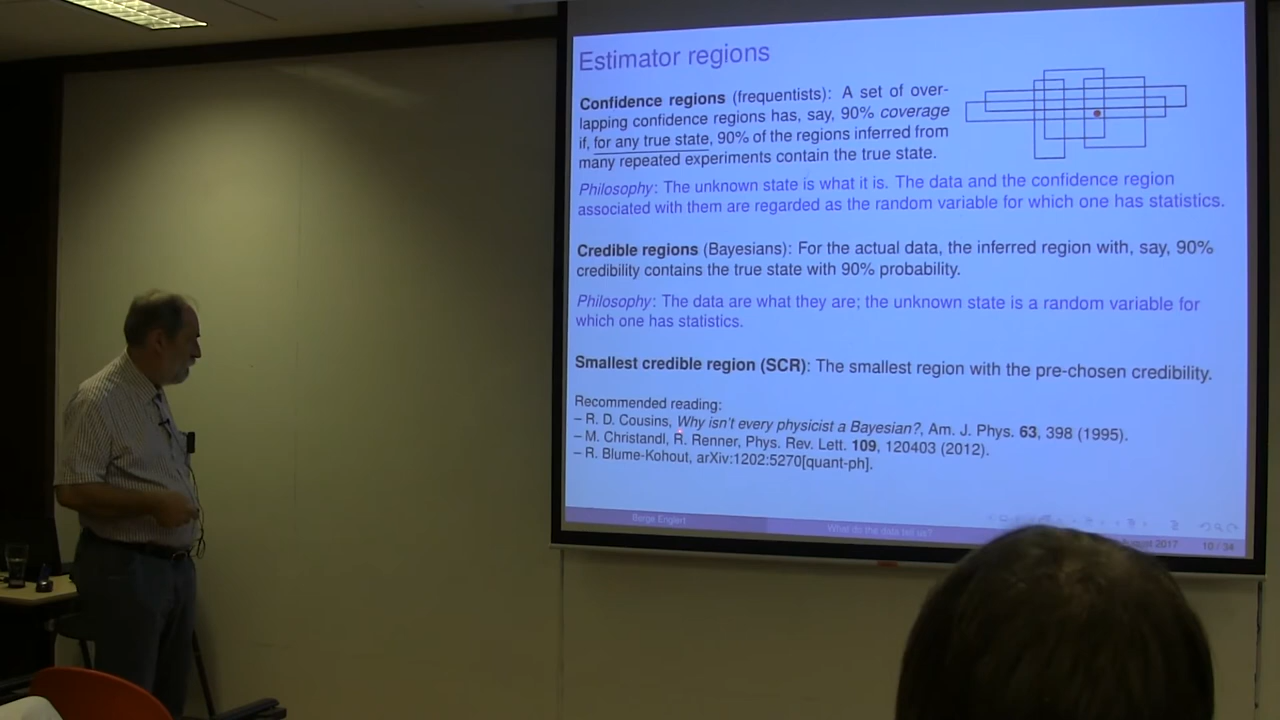 Estimator regions
Confidence regions (frequentists): A set of over-
lapping confidence regions has, say, 90% coverage
if, for any true state, 90% of the regions inferred from
many repeated experiments contain the true state.
Philosophy: The unknown state is what it is. The data and the confidence region
associated with them are regarded as the random variable for which one has statistics.
Credible regions (Bayesians): For the actual data, the inferred region with, say, 90%
credibility contains the true state with 90% probability.
Philosophy: The data are what they are; the unknown state is a random variable for
which one has statistics.
Smallest credible region (SCR): The smallest region with the pre-chosen credibility.
Recommended reading:
– R. D. Cousins, Why isn't every physicist a Bayesian?, Am. J. Phys. 63, 398 (1995).
– M. Christandl, R. Renner, Phys. Rev. Lett. 109, 120403 (2012).
– R. Blume-Kohout, arXiv:1202:5270[quant-ph].
Berge Englert What do the data tell us? August 2017 10 / 34